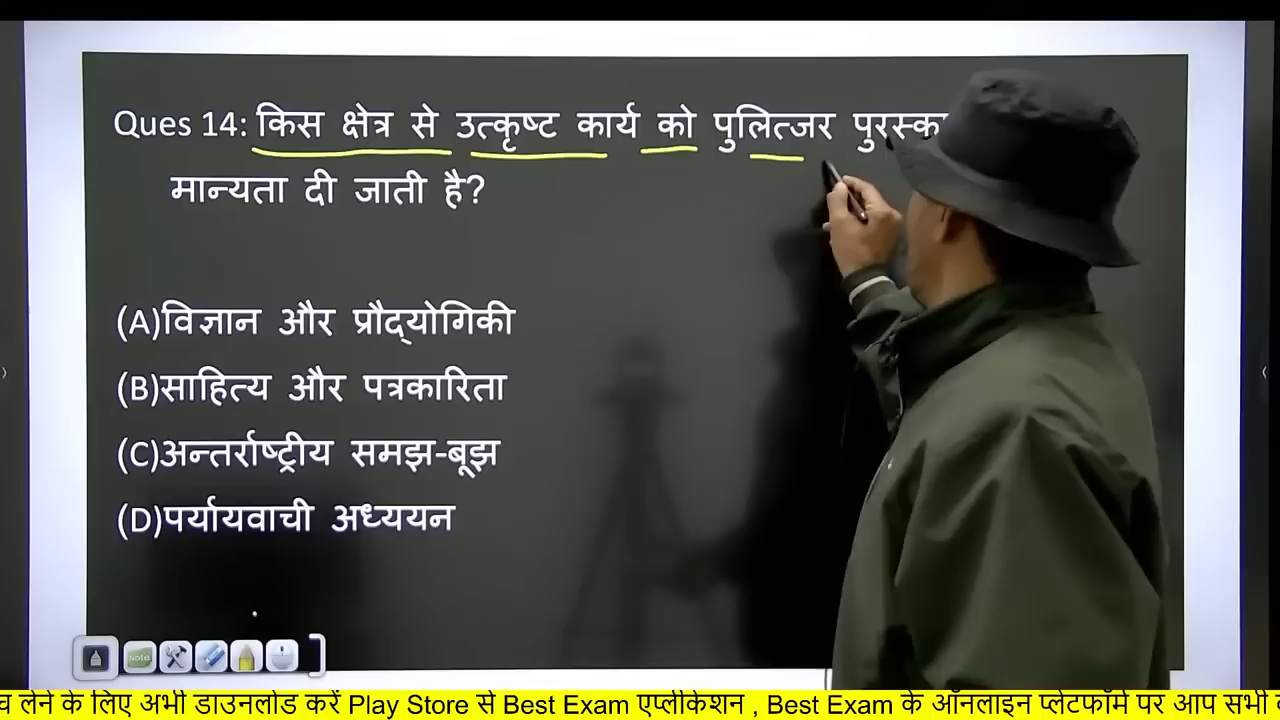 Ques 14: किस क्षेत्र से उत्कृष्ट कार्य को पुलित्जर
मान्यता दी जाती है?
(A)विज्ञान और प्रौद्योगिकी
(B)साहित्य और पत्रकारिता
(C)अन्तर्राष्ट्रीय समझ-बूझ
(D)पर्यायवाची अध्ययन
NOTE
लेने के लिए अभी डाउनलोड करें Play Store से Best Exam एप्लीकेशन , Best Exam के ऑनलाइन प्लेटफॉर्म पर आप सभी